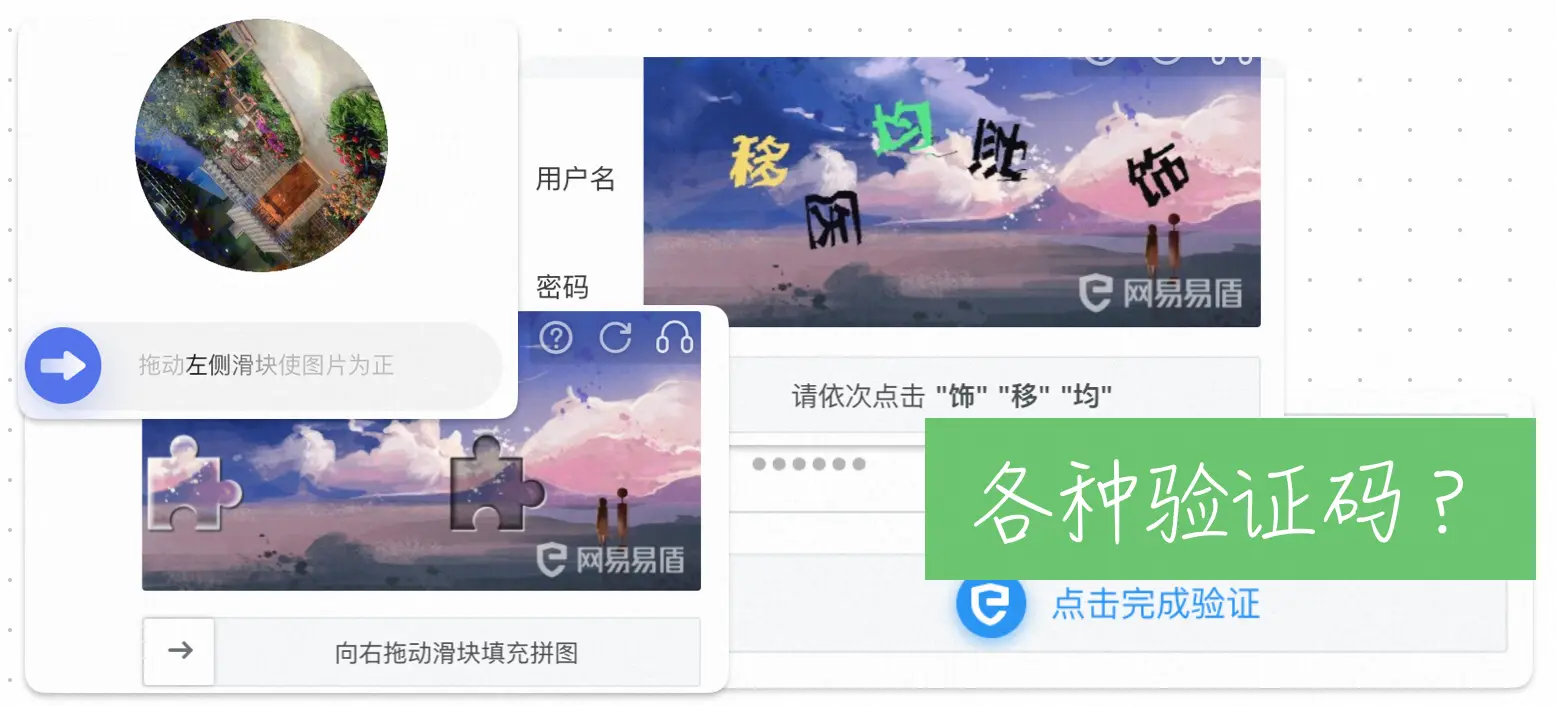 拖动左侧滑块使图片为正
用户名
密码
移
均
饰
网易易盾
请依次点击 "饰" "移" "均"
网易易盾
向右拖动滑块填充拼图
各种验证码？
点击完成验证